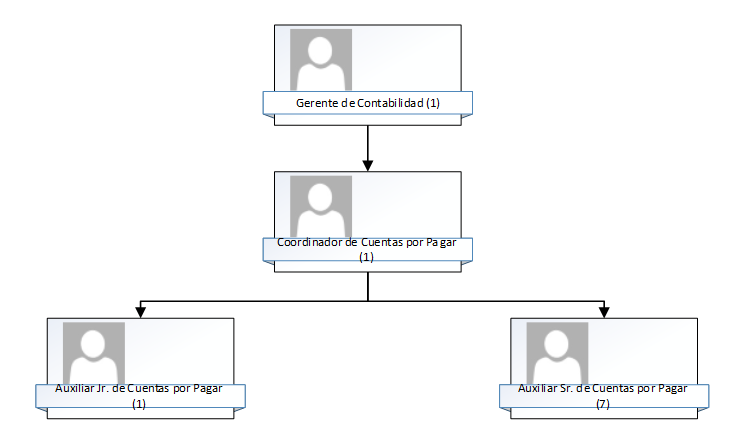 Gerente de Contabilidad (1)
Coordinador de Cuentas por Pagar
(1)
Auxiliar Jr. de Cuentas por Pagar
(1)
Auxiliar Sr. de Cuentas por Pagar
(7)